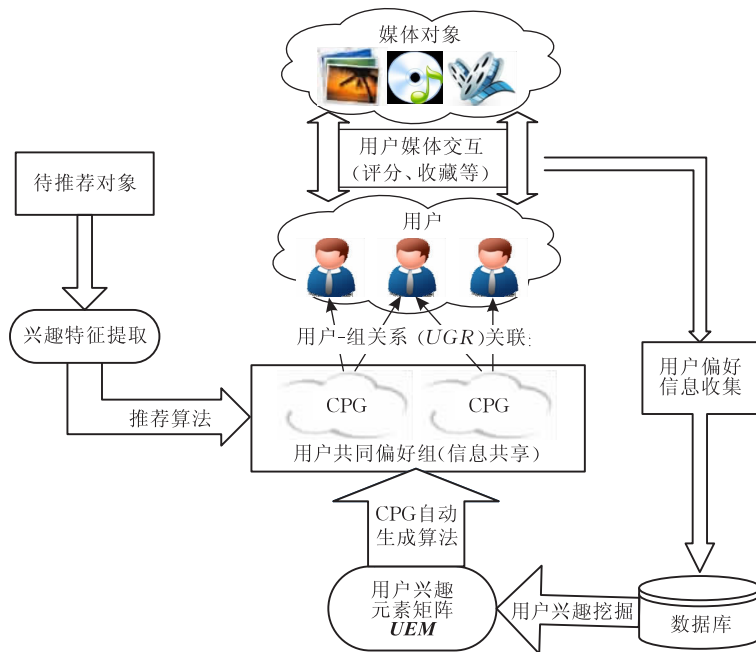 媒体对象
用户媒体交互
(评分、收藏等)
待推荐对象
用户
兴趣特征提取
用户-组关系 (UGR)关联:
用户偏好
信息收集
CPG
CPG
推荐算法
用户共同偏好组(信息共享)
CPG自动
生成算法
用户兴趣
元素矩阵
UEM
用户兴趣挖掘
数据库